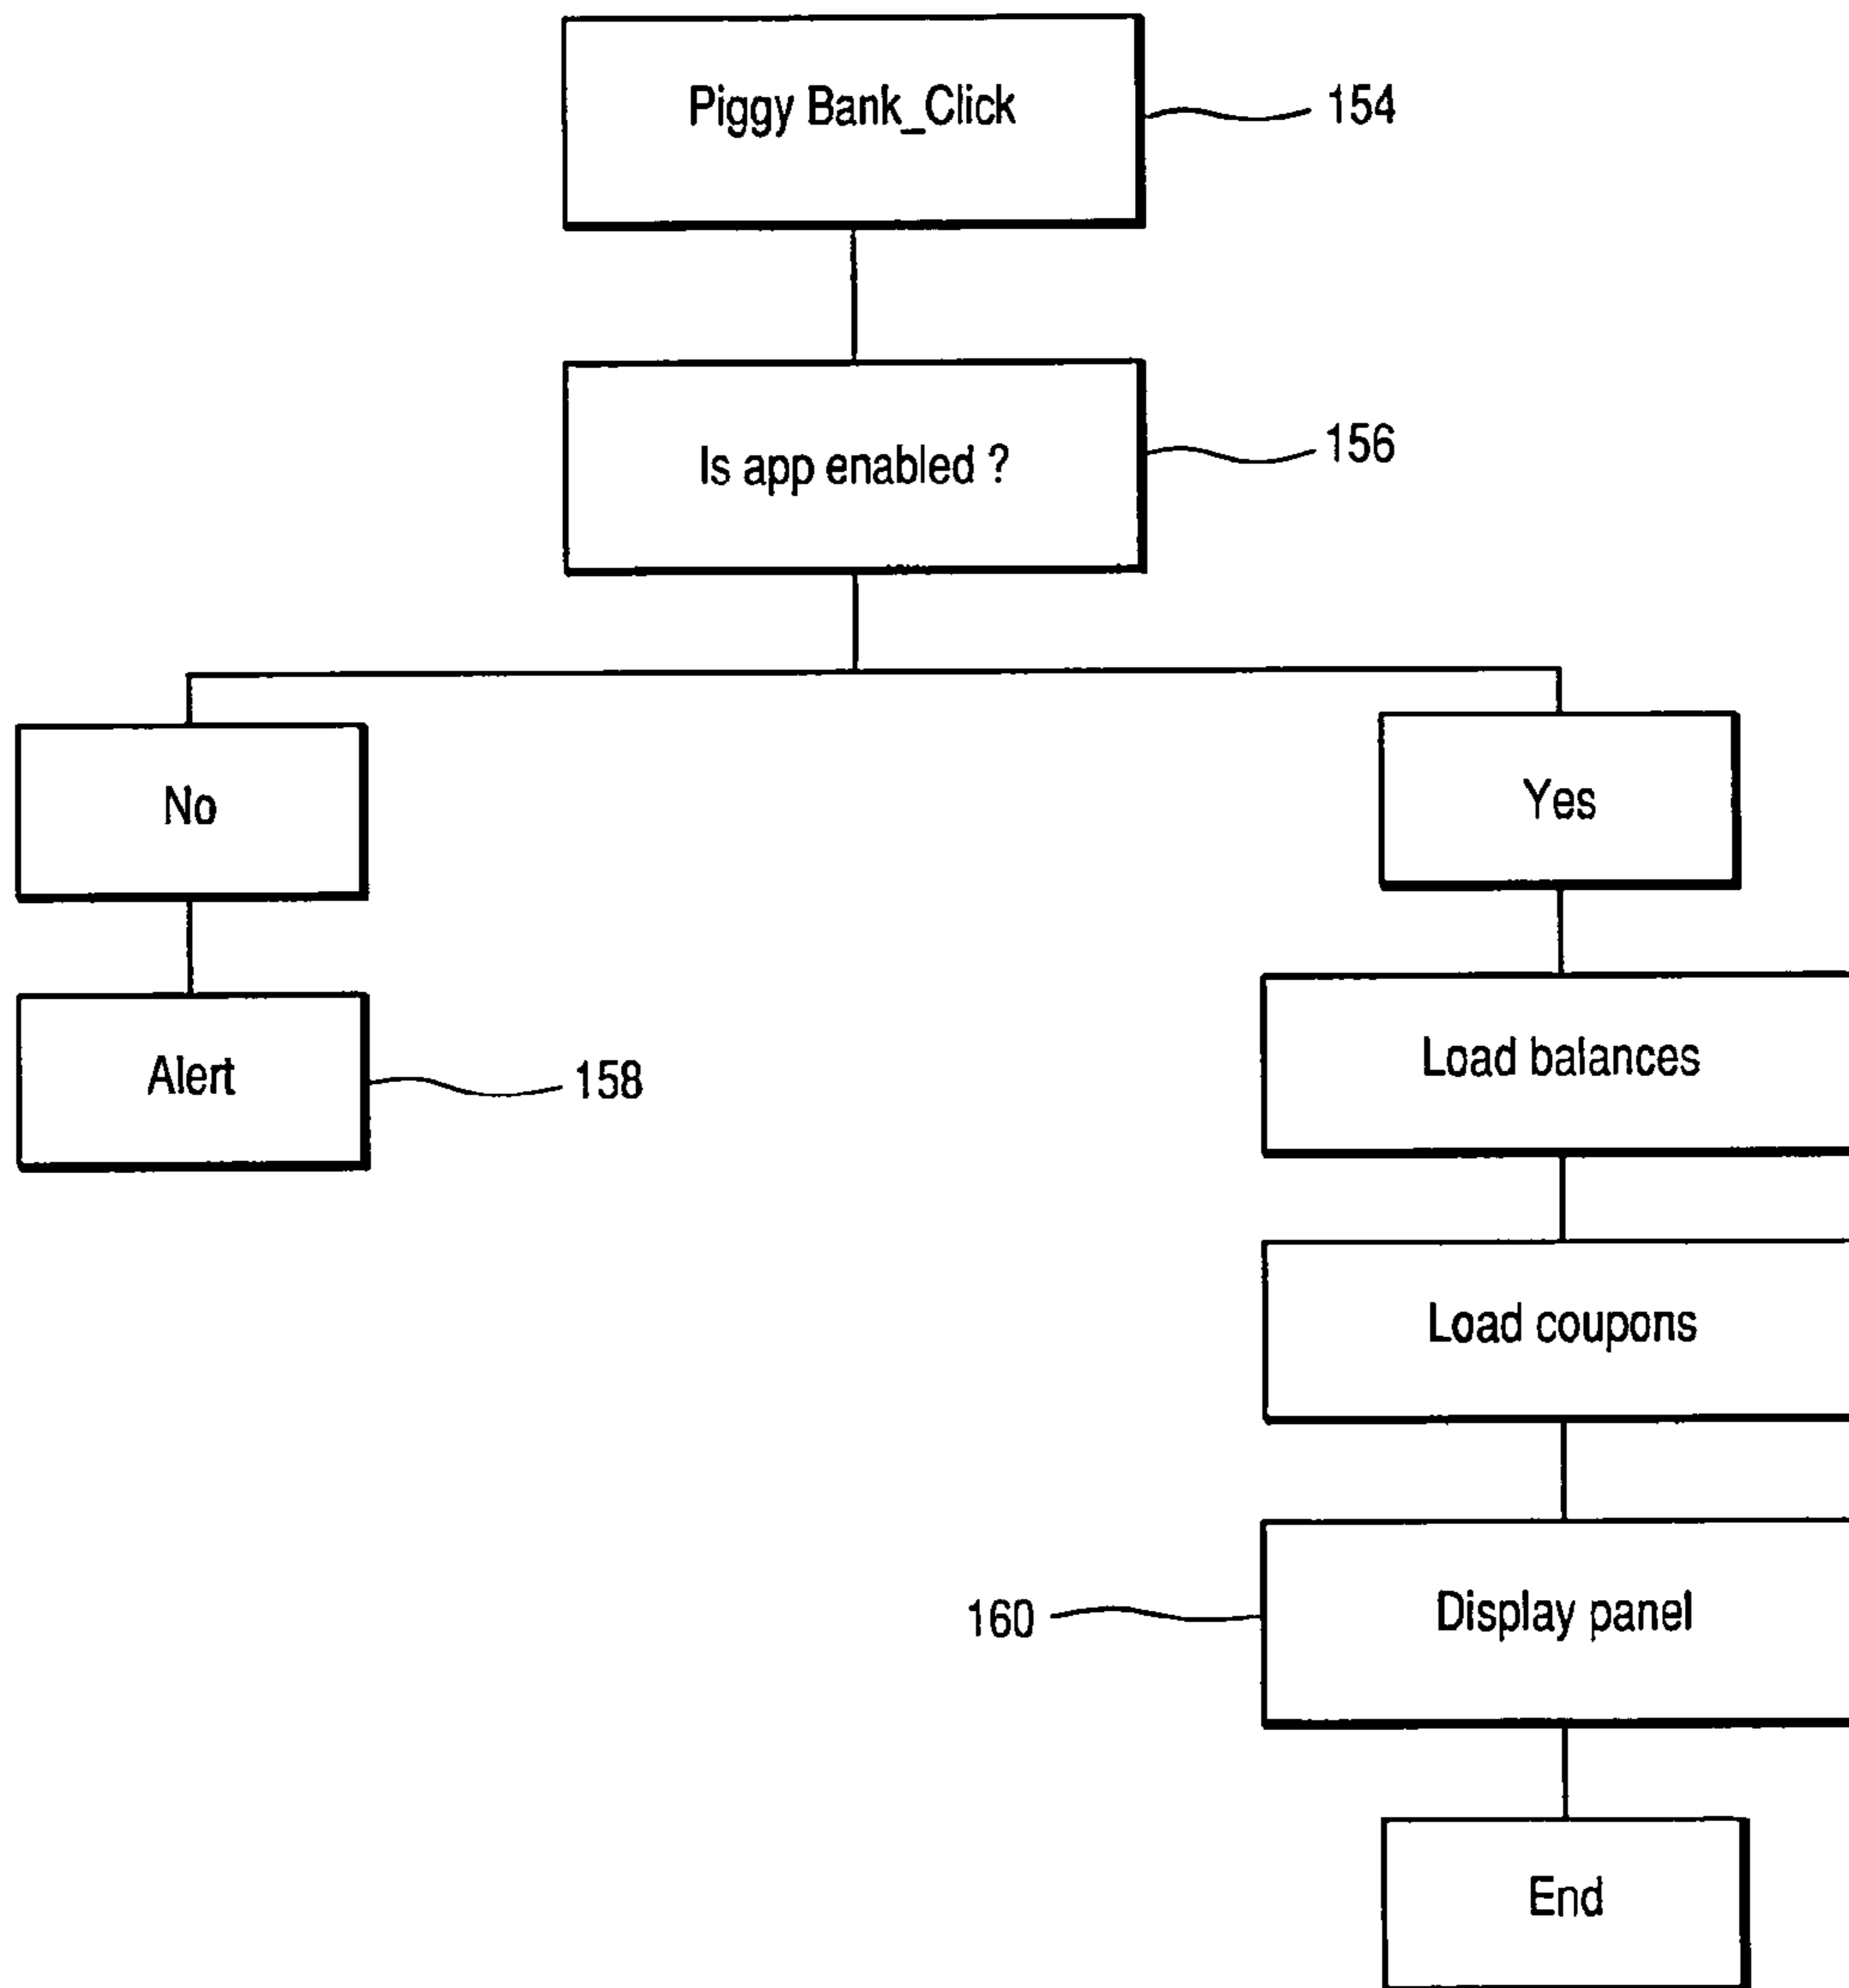 Piggy Bank_Click
154
Is app enabled ?
156
No
Yes
Alert
158
Load balances
Load coupons
160
Display panel
End